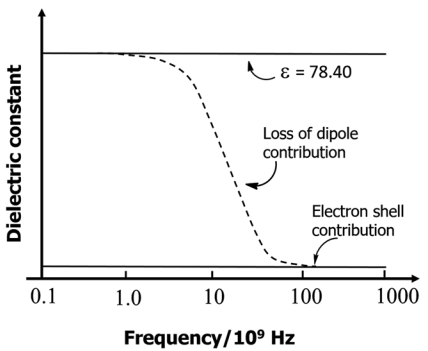 Dielectric constant
ε = 78.40
Loss of dipole
contribution
Electron shell
contribution
0.1 1.0 10 100 1000
Frequency/10⁹ Hz